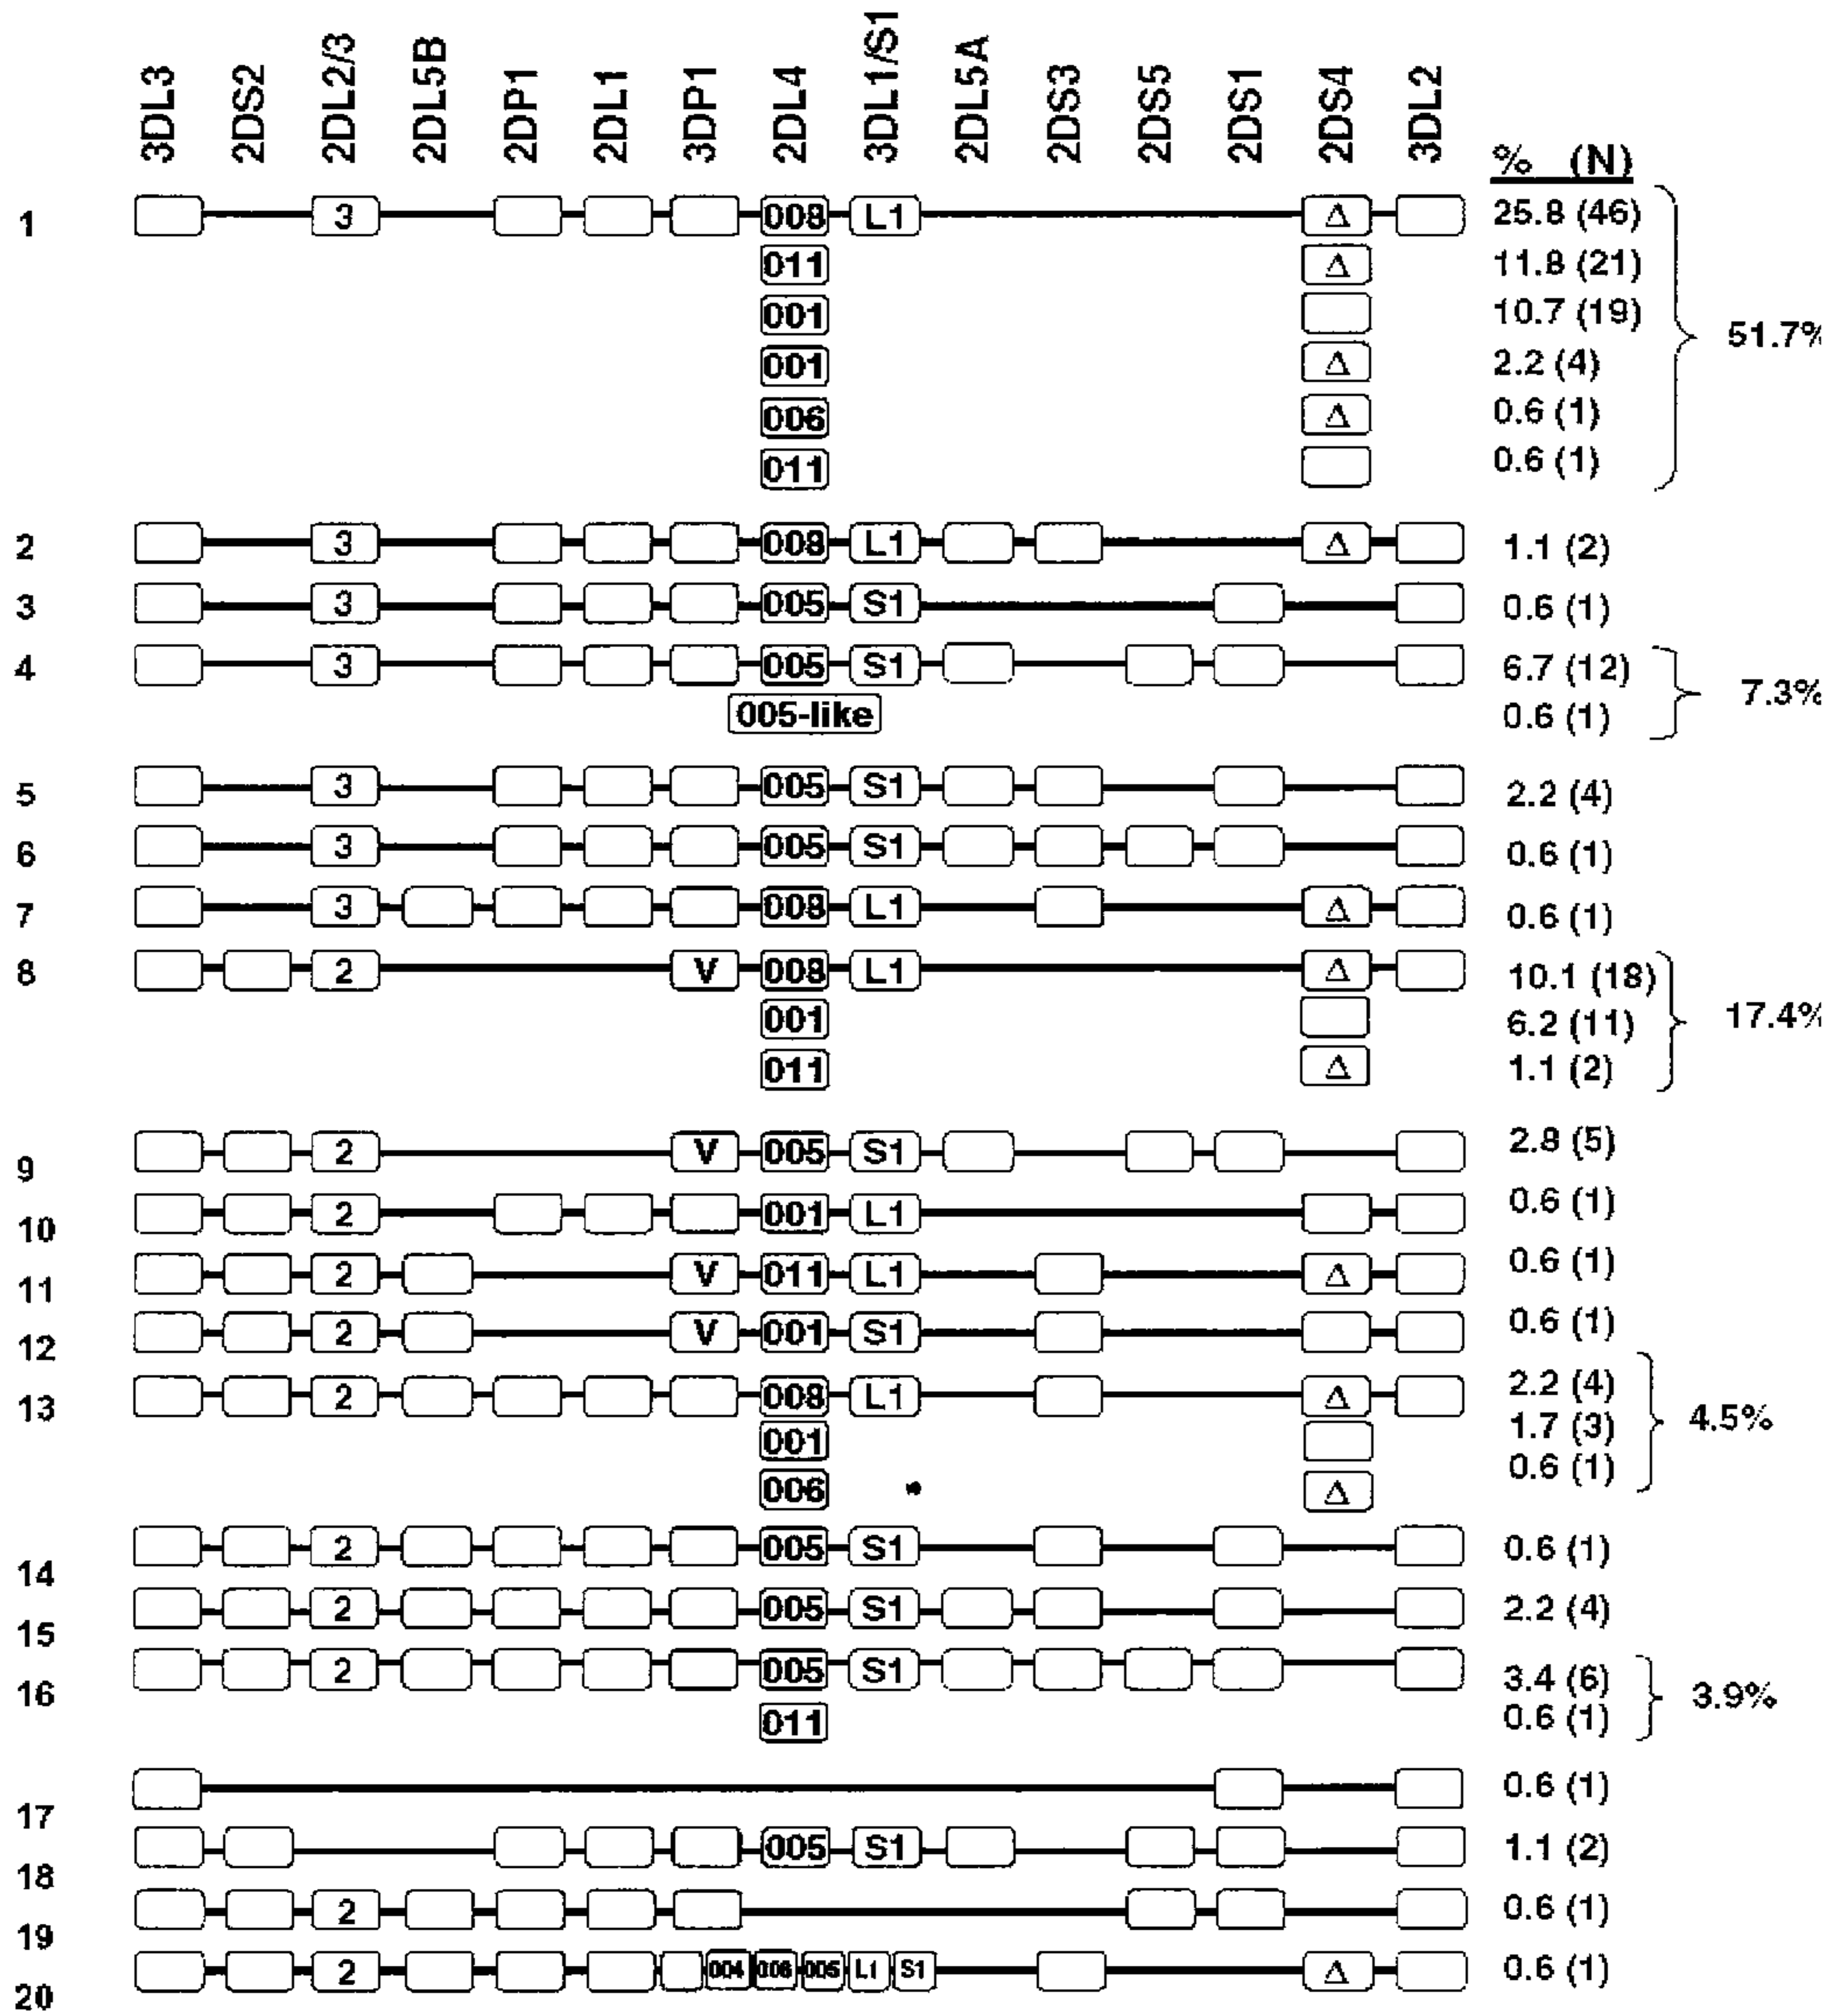 3DL3 2DS2 2DL2/3 2DL5B 2DP1 2DL1 3DP1 2DL4 3DL1/S1 2DL5A 2DS3 2DS5 2DS1 2DS4 3DL2
% (N)
1 3 008 L1 Δ 25.8 (46)
011 Δ 11.8 (21)
001 10.7 (19)
51.7%
001 Δ 2.2 (4)
006 Δ 0.6 (1)
011 0.6 (1)
2 3 008 L1 Δ 1.1 (2)
3 3 005 S1 0.6 (1)
4 3 005 S1 6.7 (12)
7.3%
005-like 0.6 (1)
5 3 005 S1 2.2 (4)
6 3 005 S1 0.6 (1)
7 3 008 L1 Δ 0.6 (1)
8 2 V 008 L1 Δ 10.1 (18)
001 6.2 (11) 17.4%
011 Δ 1.1 (2)
9 2 V 005 S1 2.8 (5)
10 2 001 L1 0.6 (1)
11 2 V 011 L1 Δ 0.6 (1)
12 2 V 001 S1 0.6 (1)
13 2 008 L1 Δ 2.2 (4)
001 1.7 (3) 4.5%
006 * Δ 0.6 (1)
14 2 005 S1 0.6 (1)
15 2 005 S1 2.2 (4)
16 2 005 S1 3.4 (6)
3.9%
011 0.6 (1)
17 0.6 (1)
18 005 S1 1.1 (2)
19 2 0.6 (1)
20 2 004 006 005 L1 S1 Δ 0.6 (1)